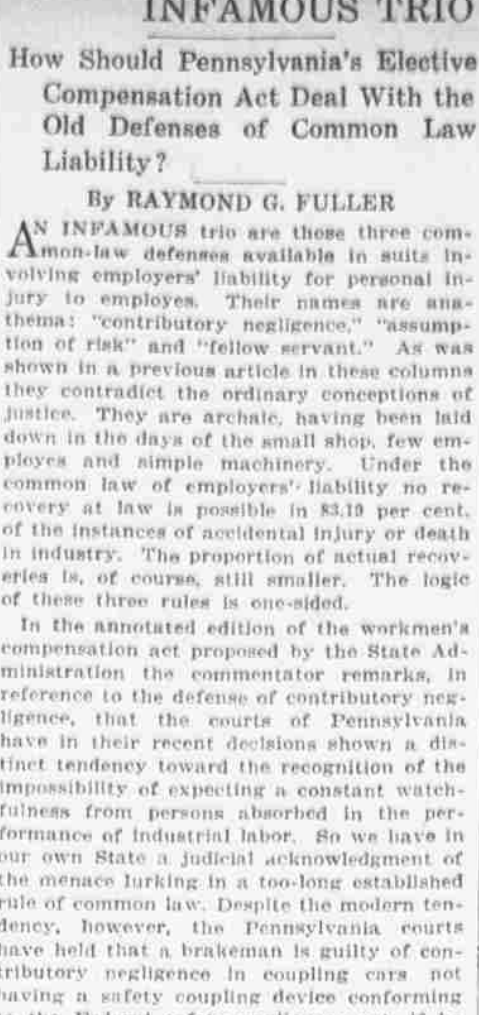 INFAMOUS TRIO
How Should Pennsylvania's Elective
Compensation Act Deal With the
Old Defenses of Common Law
Liability?
By RAYMOND G. FULLER
AN INFAMOUS trio are those three com-
mon-law defenses available in suits in-
volving employers' liability for personal in-
jury to employes. Their names are ana-
thema: "contributory negligence," "assump-
tion of risk" and "fellow servant." As was
shown in a previous article in these columns
they contradict the ordinary conceptions of
justice. They are archaic, having been laid
down in the days of the small shop, few em-
ployes and simple machinery. Under the
common law of employers' liability no re-
covery at law is possible in 83.19 per cent.
of the instances of accidental injury or death
in industry. The proportion of actual recov-
eries is, of course, still smaller. The logic
of these three rules is one-sided.
In the annotated edition of the workmen's
compensation act proposed by the State Ad-
ministration the commentator remarks, in
reference to the defense of contributory neg-
ligence, that the courts of Pennsylvania
have in their recent decisions shown a dis-
tinct tendency toward the recognition of the
impossibility of expecting a constant watch-
fulness from persons absorbed in the per-
formance of industrial labor. So we have in
our own State a judicial acknowledgment of
the menace lurking in a too-long established
rule of common law. Despite the modern ten-
dency, however, the Pennsylvania courts
have held that a brakeman is guilty of con-
tributory negligence in coupling cars not
having a safety coupling device conforming